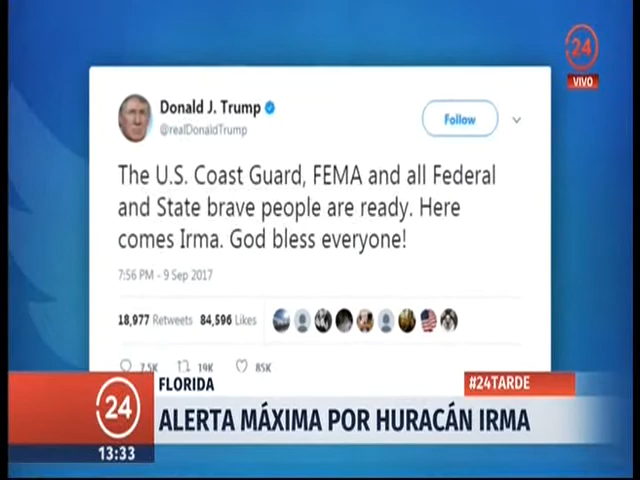 24
VIVO
Donald J. Trump
@realDonaldTrump
Follow
The U.S. Coast Guard, FEMA and all Federal
and State brave people are ready. Here
comes Irma. God bless everyone!
7:56 PM - 9 Sep 2017
18,977 Retweets 84,596 Likes
7.5K 19K 85K
FLORIDA
#24TARDE
24
ALERTA MÁXIMA POR HURACÁN IRMA
13:33